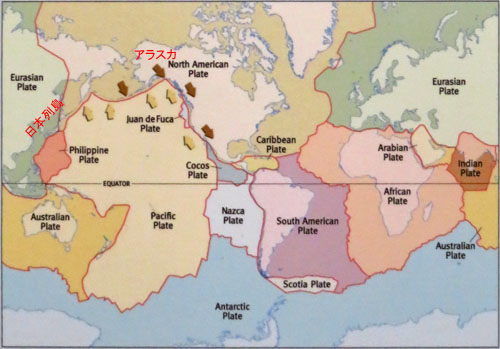 アラスカ
North American
Plate
Eurasian
Plate
Eurasian
Plate
日本列島
Juan de Fuca
Plate
Caribbean
Plate
Arabian
Plate
Philippine
Plate
Cocos
Plate
Indian
Plate
EQUATOR
African
Plate
Australian
Plate
Pacific
Plate
Nazca
Plate
South American
Plate
Australian
Plate
Scotia Plate
Antarctic
Plate